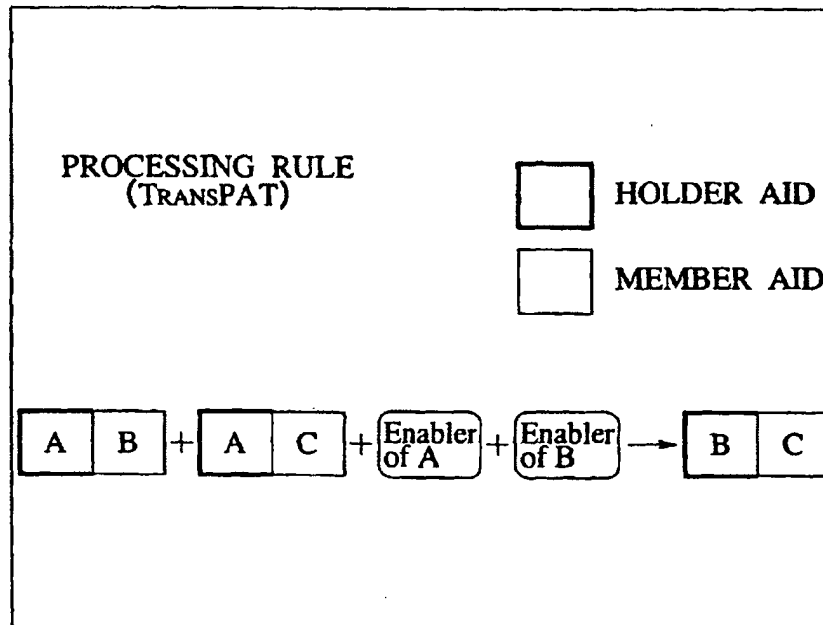 PROCESSING RULE
(TRANSPAT)
HOLDER AID
MEMBER AID
A B + A C + Enabler of A + Enabler of B → B C